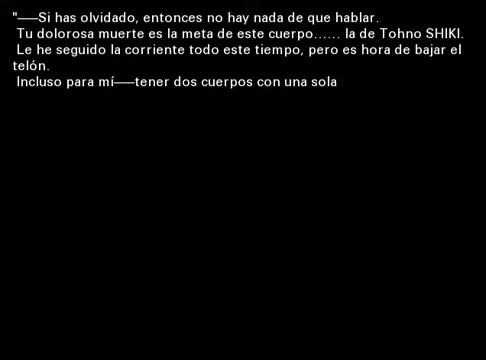 "——Si has olvidado, entonces no hay nada de que hablar.
Tu dolorosa muerte es la meta de este cuerpo…… la de Tohno SHIKI.
Le he seguido la corriente todo este tiempo, pero es hora de bajar el
telón.
Incluso para mí——tener dos cuerpos con una sola